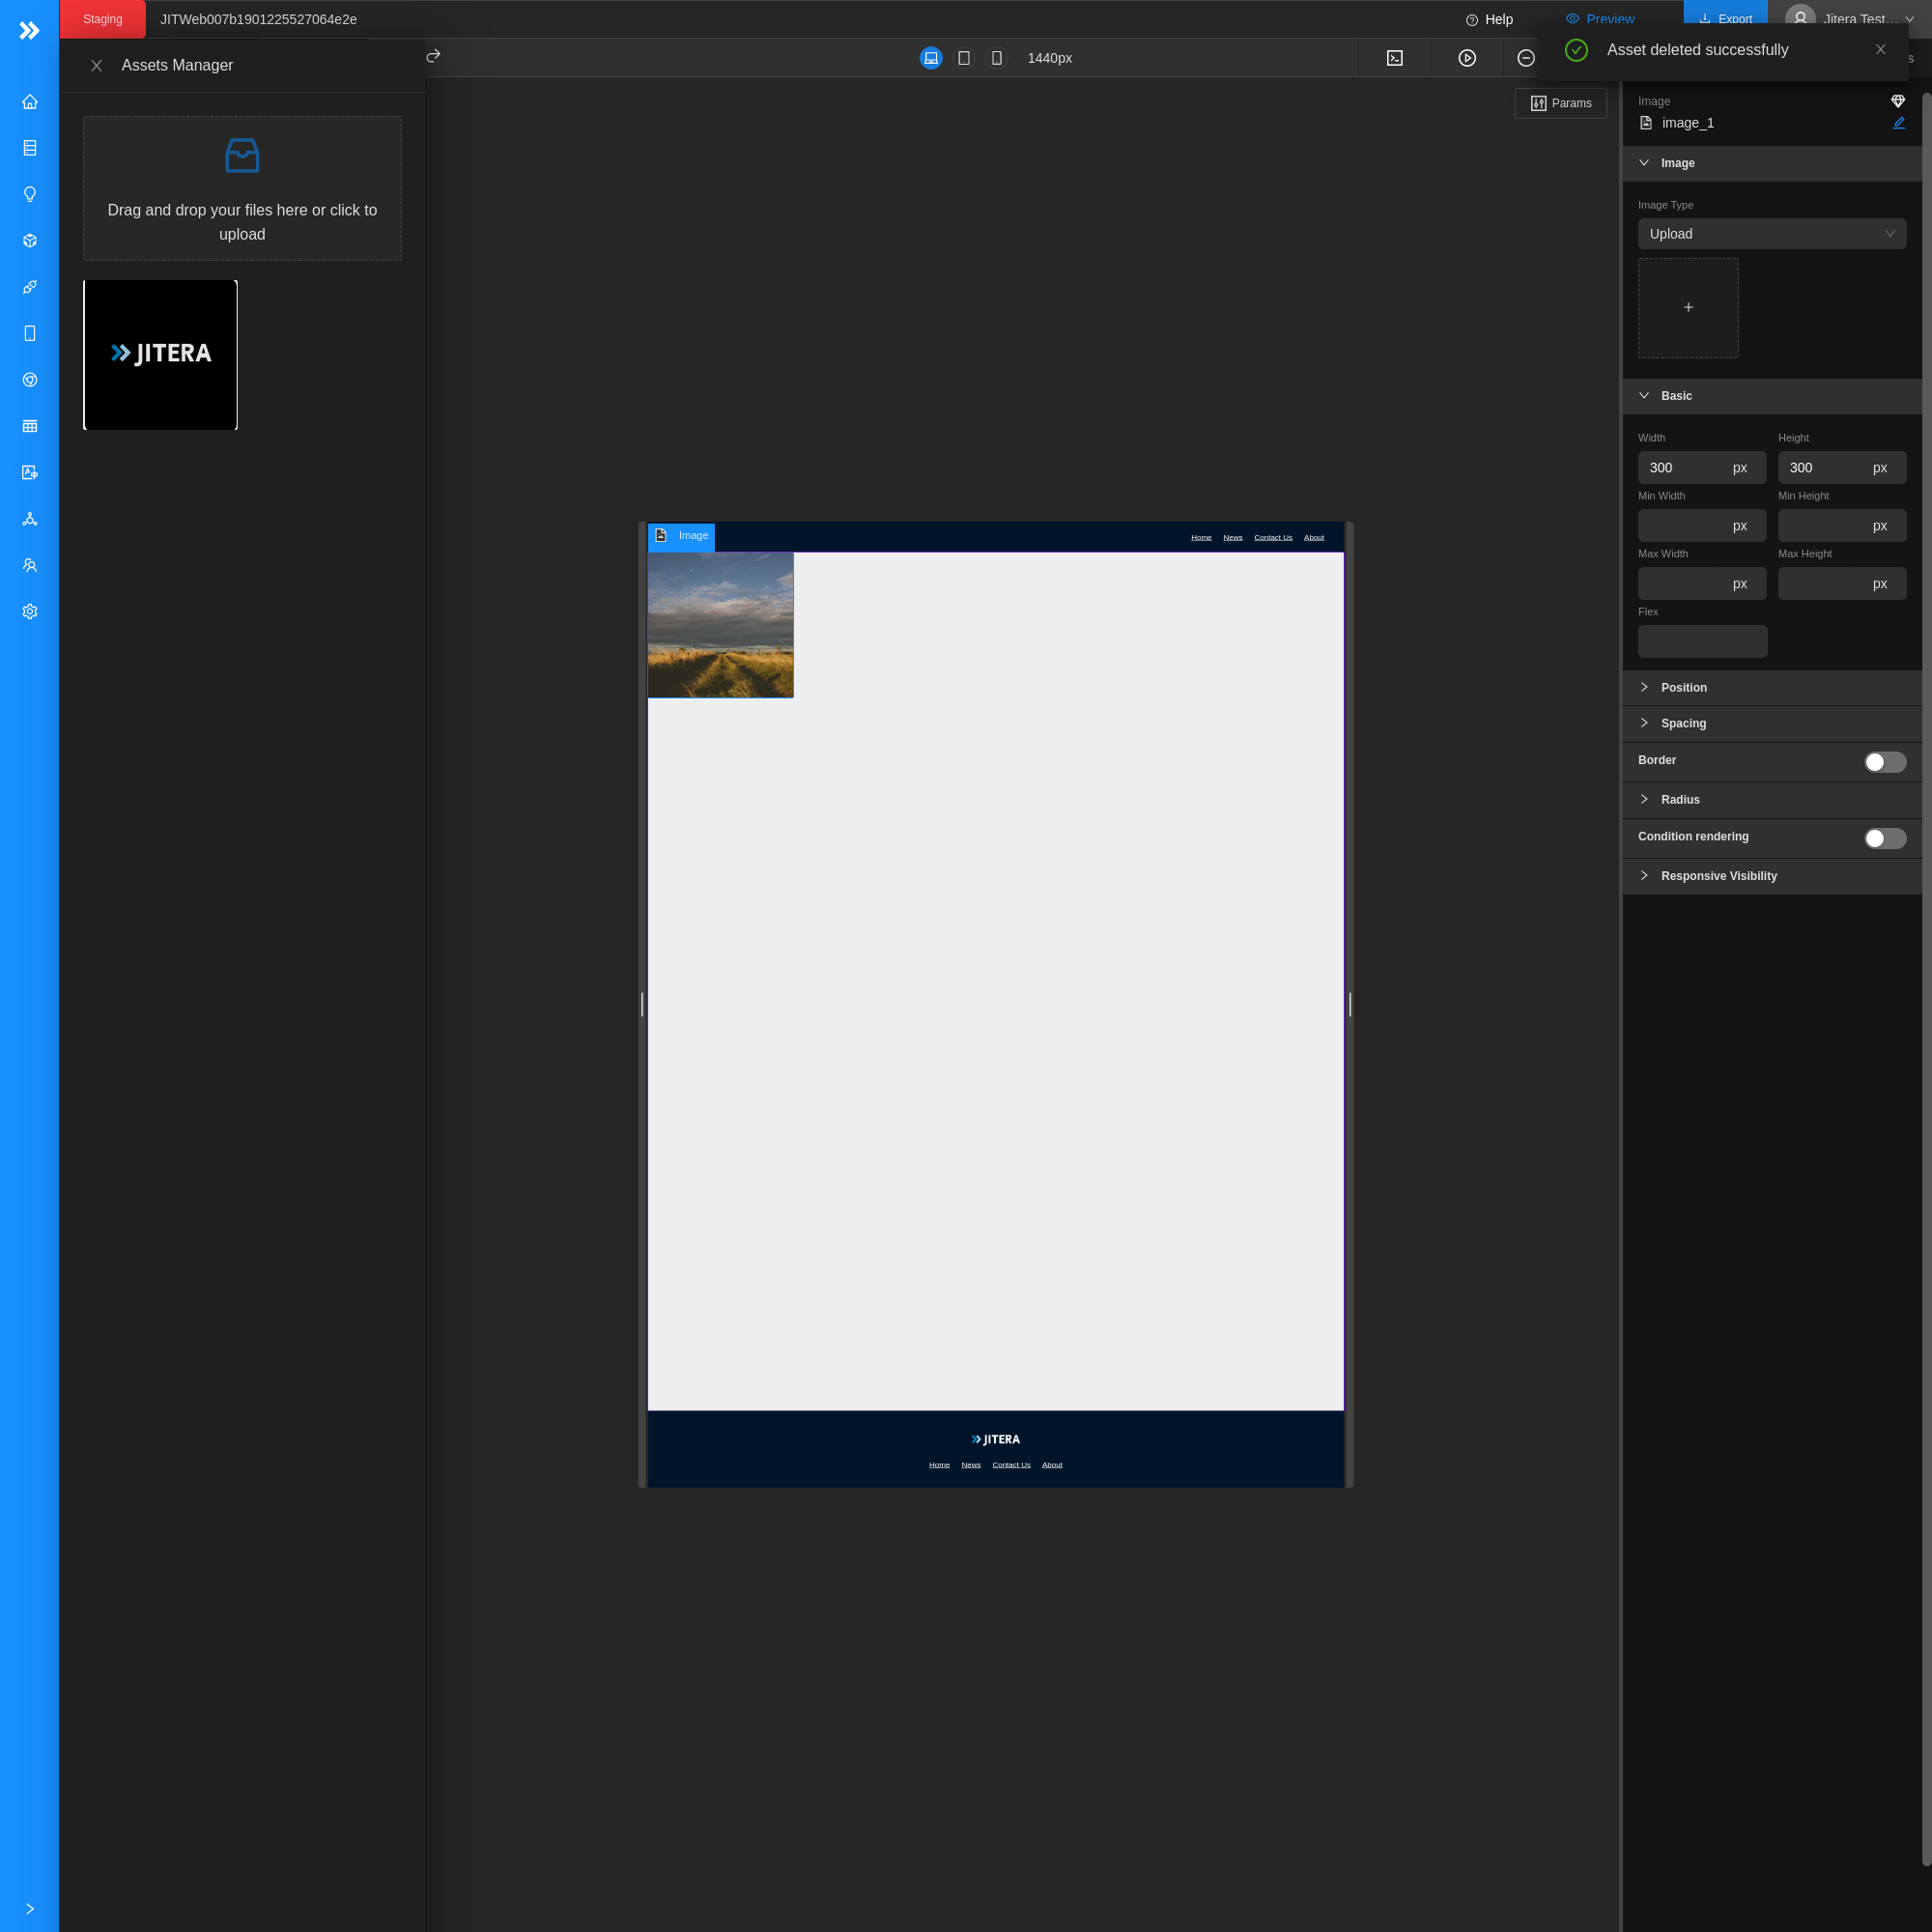 Staging
JITWeb007b1901225527064e2e
Help
Preview
Export
Jitera Test...
Asset deleted successfully
Assets Manager
1440px
s
Drag and drop your files here or click to
upload
JITERA
Params
Image
image_1
Image
Image Type
Upload
Basic
Width
Height
300 px
300 px
Min Width
Min Height
px
px
Max Width
Max Height
px
px
Flex
Position
Spacing
Border
Radius
Condition rendering
Responsive Visibility
Image
Home News Contact Us About
JITERA
Home News Contact Us About